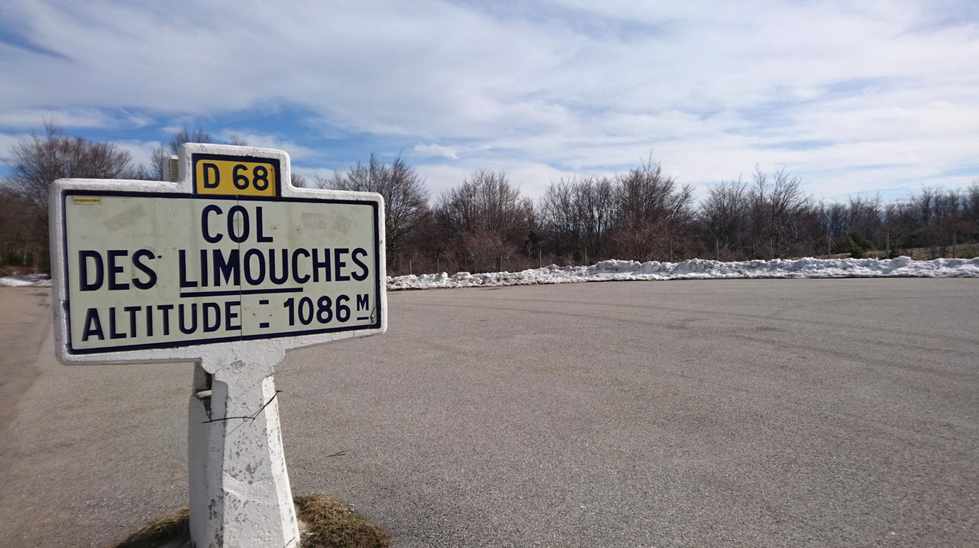 D 68
COL
DES LIMOUCHES
ALTITUDE = 1086 M